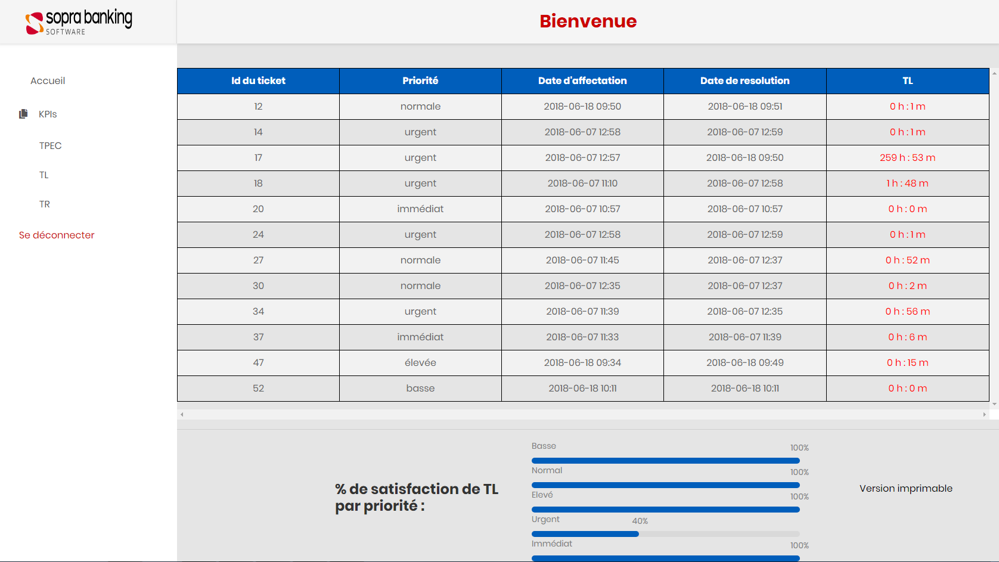 sopra banking
SOFTWARE
Bienvenue
Accueil
KPIs
TPEC
TL
TR
Se déconnecter
Id du ticket Priorité Date d'affectation Date de resolution TL
12 normale 2018-06-18 09:50 2018-06-18 09:51 0 h : 1 m
14 urgent 2018-06-07 12:58 2018-06-07 12:59 0 h : 1 m
17 urgent 2018-06-07 12:57 2018-06-18 09:50 259 h : 53 m
18 urgent 2018-06-07 11:10 2018-06-07 12:58 1 h : 48 m
20 immédiat 2018-06-07 10:57 2018-06-07 10:57 0 h : 0 m
24 urgent 2018-06-07 12:58 2018-06-07 12:59 0 h : 1 m
27 normale 2018-06-07 11:45 2018-06-07 12:37 0 h : 52 m
30 normale 2018-06-07 12:35 2018-06-07 12:37 0 h : 2 m
34 urgent 2018-06-07 11:39 2018-06-07 12:35 0 h : 56 m
37 immédiat 2018-06-07 11:33 2018-06-07 11:39 0 h : 6 m
47 élevée 2018-06-18 09:34 2018-06-18 09:49 0 h : 15 m
52 basse 2018-06-18 10:11 2018-06-18 10:11 0 h : 0 m
% de satisfaction de TL
par priorité :
Basse 100%
Normal 100%
Elevé 100%
Urgent 40%
Immédiat 100%
Version imprimable